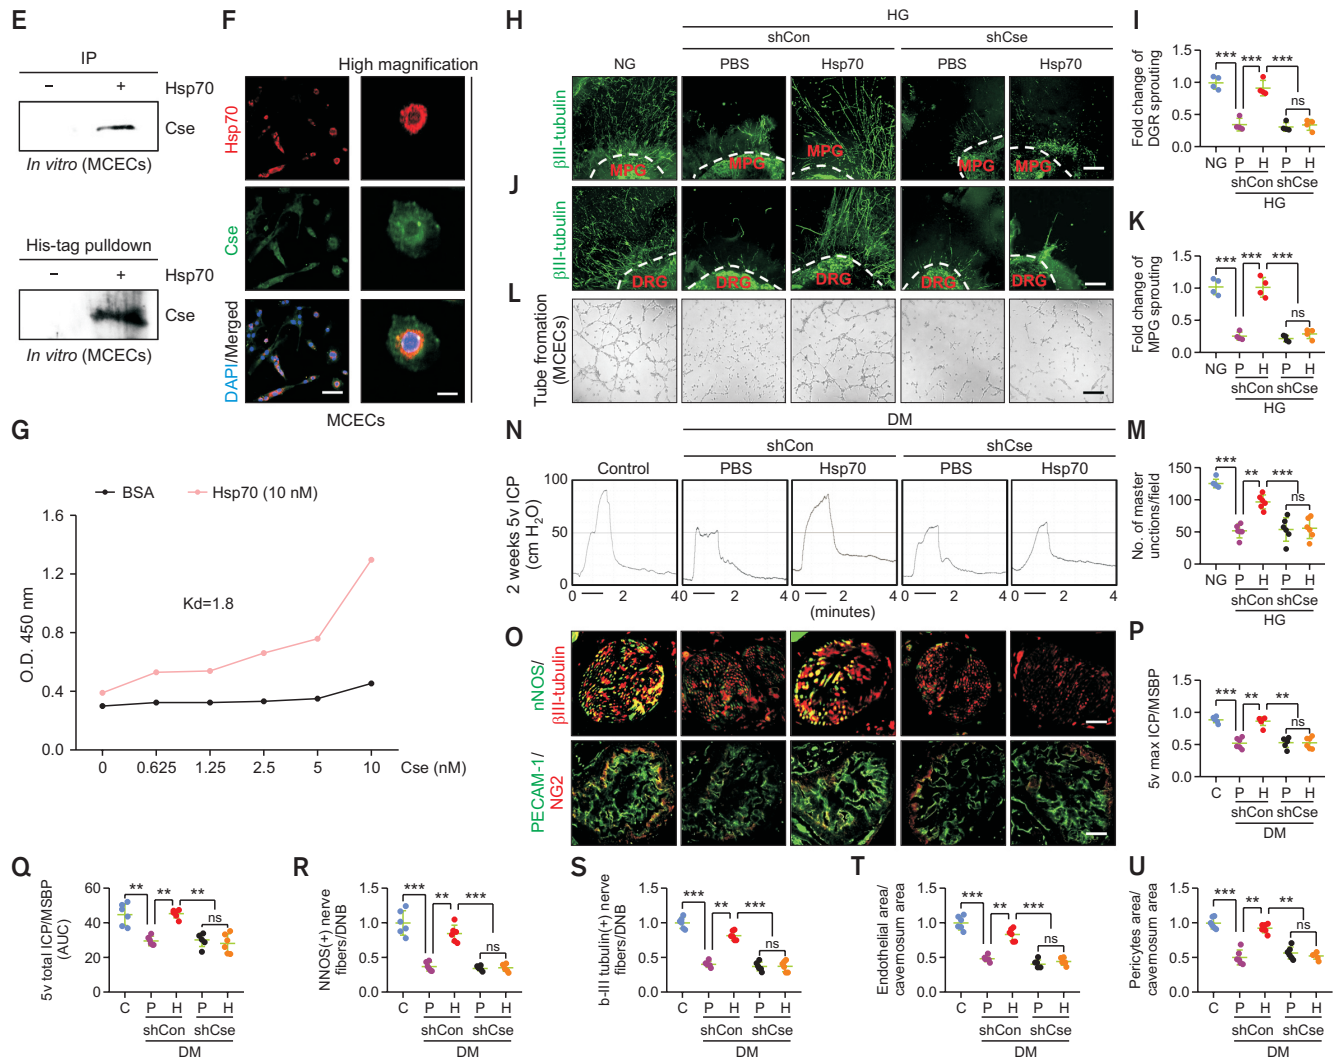 E
IP
– +
Hsp70
Cse
In vitro (MCECs)
His-tag pulldown
– +
Hsp70
Cse
In vitro (MCECs)
F
High magnification
Hsp70
Cse
DAPI/Merged
MCECs
G
BSA
Hsp70 (10 nM)
Kd=1.8
O.D. 450 nm
1.6
1.2
0.8
0.4
0.0
0 0.625 1.25 2.5 5 10
Cse (nM)
H
HG
shCon shCse
NG PBS Hsp70 PBS Hsp70
βIII-tubulin
MPG MPG MPG MPG MPG
J
βIII-tubulin
DRG DRG DRG DRG DRG
L
Tube fromation
(MCECs)
I
Fold change of
DGR sprouting
1.5
1.0
0.5
0
*** *** ***
ns
NG P H P H
shCon shCse
HG
K
Fold change of
MPG sprouting
1.5
1.0
0.5
0
*** *** ***
ns
NG P H P H
shCon shCse
HG
M
No. of master
unctions/field
150
100
50
0
*** ** ***
ns
NG P H P H
shCon shCse
HG
N
DM
shCon shCse
Control PBS Hsp70 PBS Hsp70
2 weeks 5v ICP
(cm H2O)
100
50
0
0 2 4 0 2 4 0 2 4 0 2 4 0 2 4
(minutes)
O
nNOS/
βIII-tubulin
PECAM-1/
NG2
P
5v max ICP/MSBP
1.5
1.0
0.5
0
*** ** **
ns
C P H P H
shCon shCse
DM
Q
5v total ICP/MSBP
(AUC)
60
40
20
0
** ** **
ns
C P H P H
shCon shCse
DM
R
NNOS(+) nerve
fibers/DNB
1.5
1.0
0.5
0.0
*** ** ***
ns
C P H P H
shCon shCse
DM
S
b-III tubulin(+) nerve
fibers/DNB
1.5
1.0
0.5
0
*** ** ***
ns
C P H P H
shCon shCse
DM
T
Endothelial area/
cavemosum area
1.5
1.0
0.5
0
*** ** ***
ns
C P H P H
shCon shCse
DM
U
Pericytes area/
cavemosum area
1.5
1.0
0.5
0
*** ** **
ns
C P H P H
shCon shCse
DM